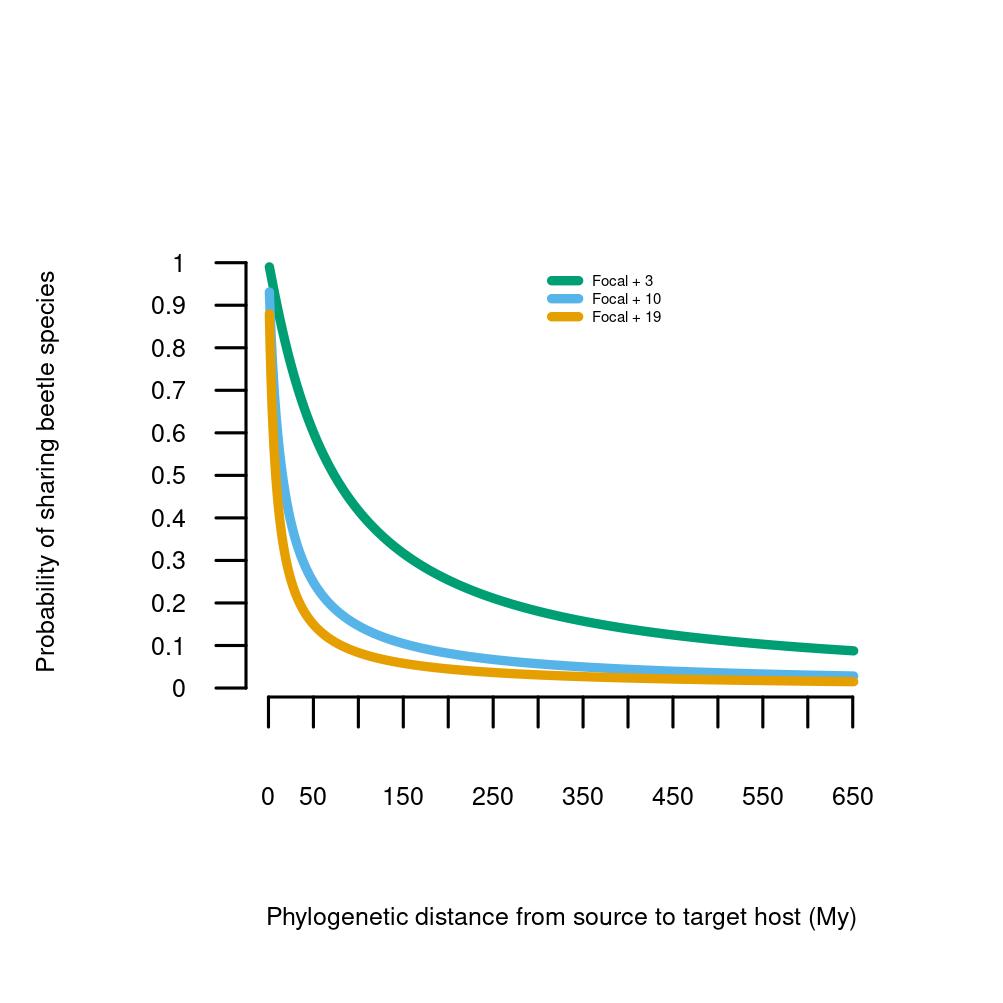 Probability of sharing beetle species
1
0.9
0.8
0.7
0.6
0.5
0.4
0.3
0.2
0.1
0
Focal + 3
Focal + 10
Focal + 19
0 50 150 250 350 450 550 650
Phylogenetic distance from source to target host (My)